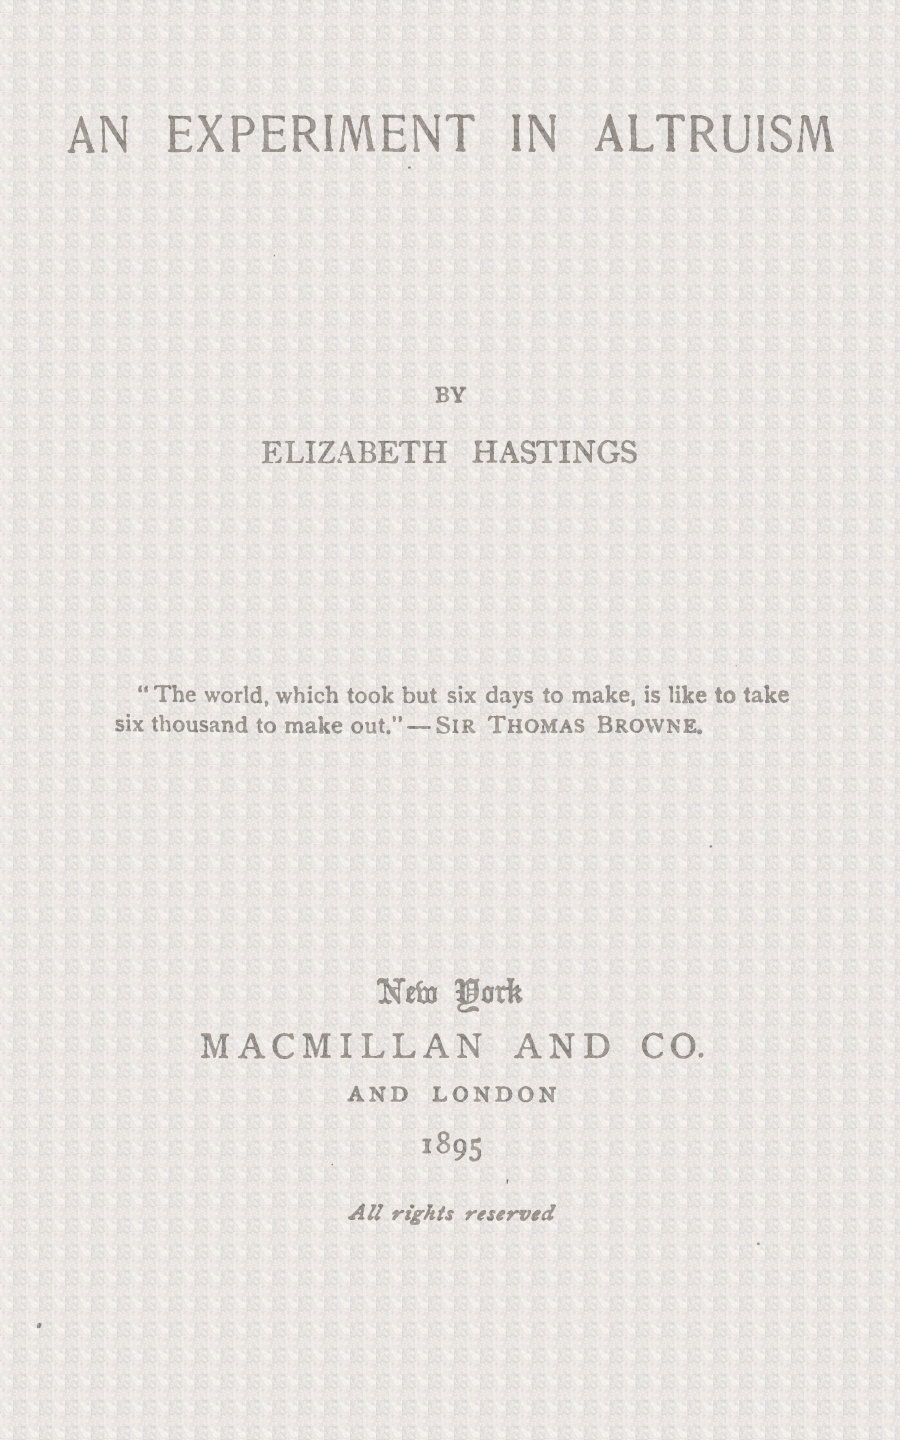 AN EXPERIMENT IN ALTRUISM
BY
ELIZABETH HASTINGS
“The world, which took but six days to make, is like to take
six thousand to make out.”—SIR THOMAS BROWNE.
New York
MACMILLAN AND CO.
AND LONDON
1895
All rights reserved